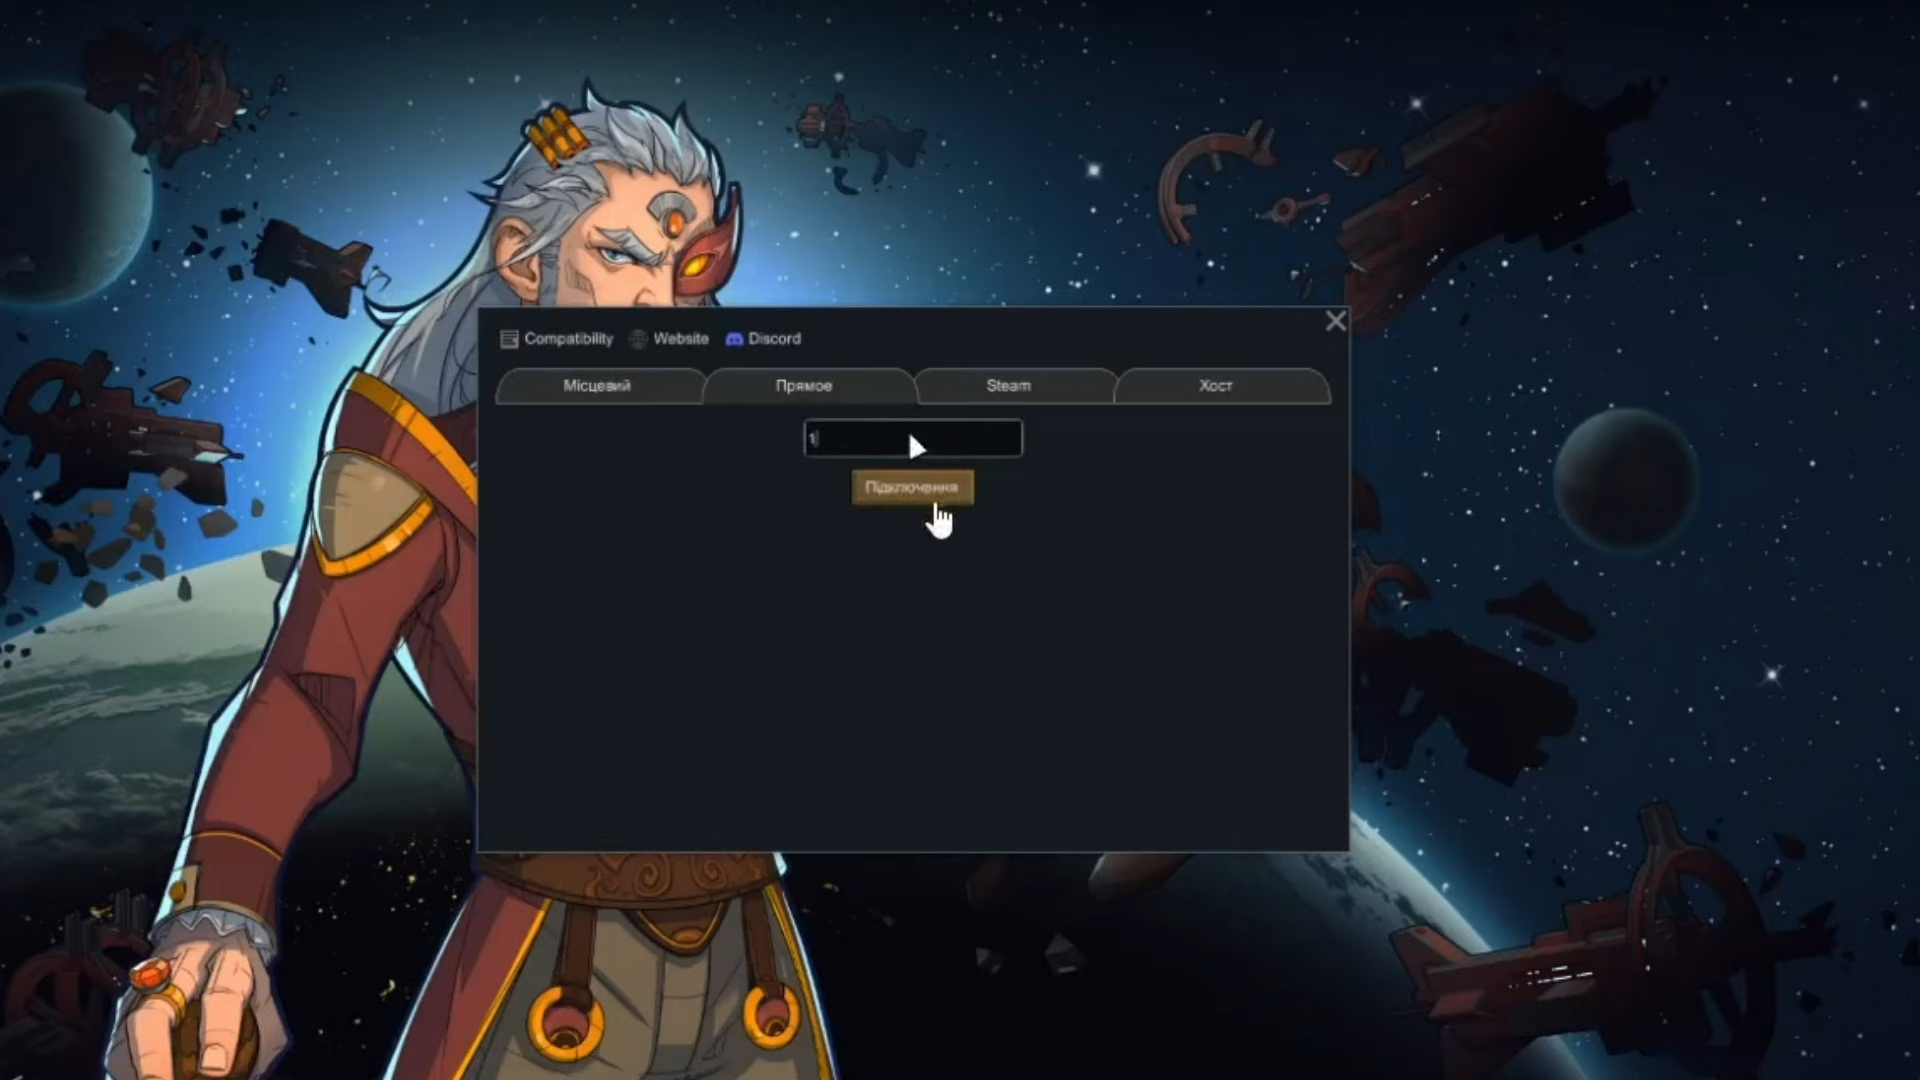 Compatibility Website Discord
Місцевий Прямое Steam Хост
1
Підключення